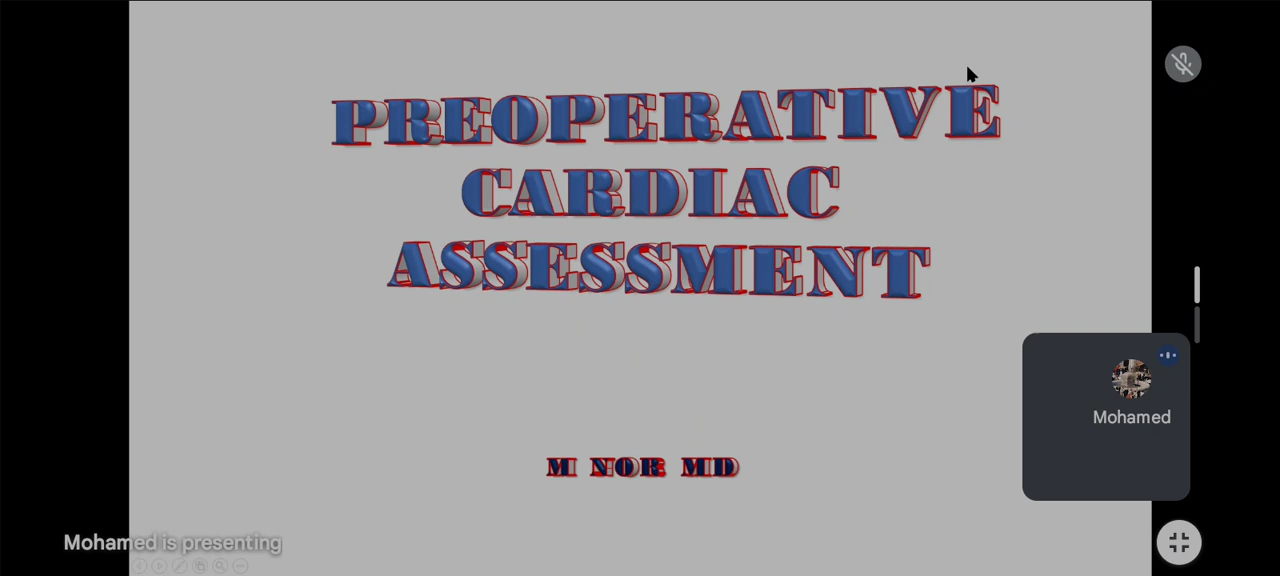 PREOPERATIVE
CARDIAC
ASSESSMENT
M NOR MD
Mohamed
Mohamed is presenting